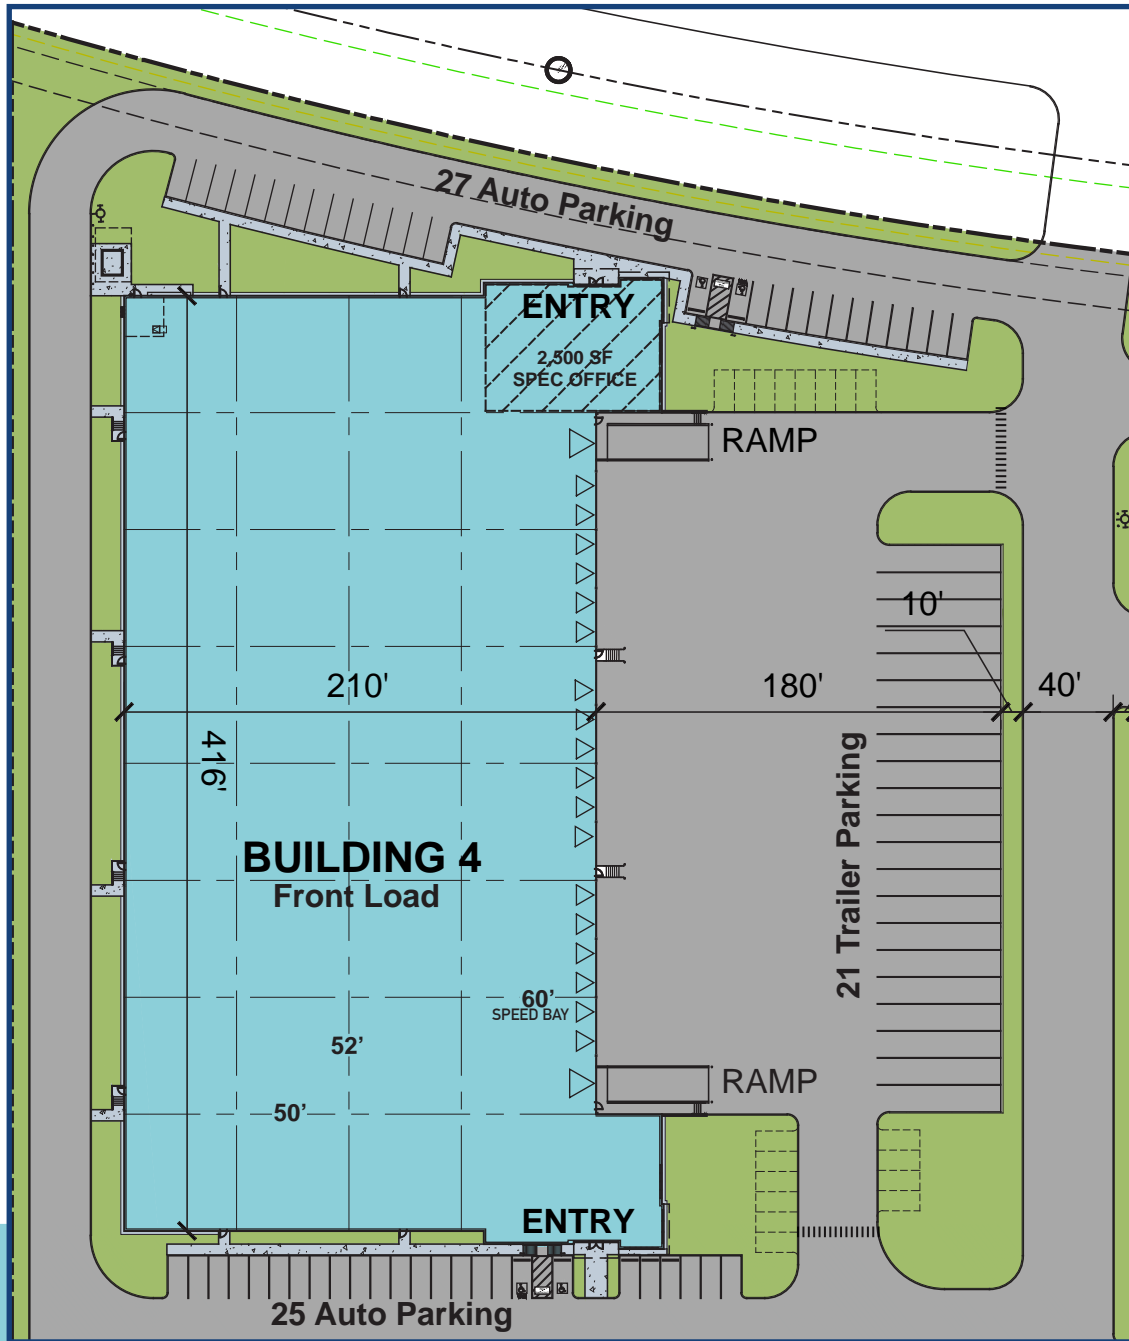 27 Auto Parking
ENTRY
2,500 SF
SPEC OFFICE
RAMP
10'
210'
180'
40'
416'
21 Trailer Parking
BUILDING 4
Front Load
60’
SPEED BAY
52’
50’
RAMP
ENTRY
25 Auto Parking